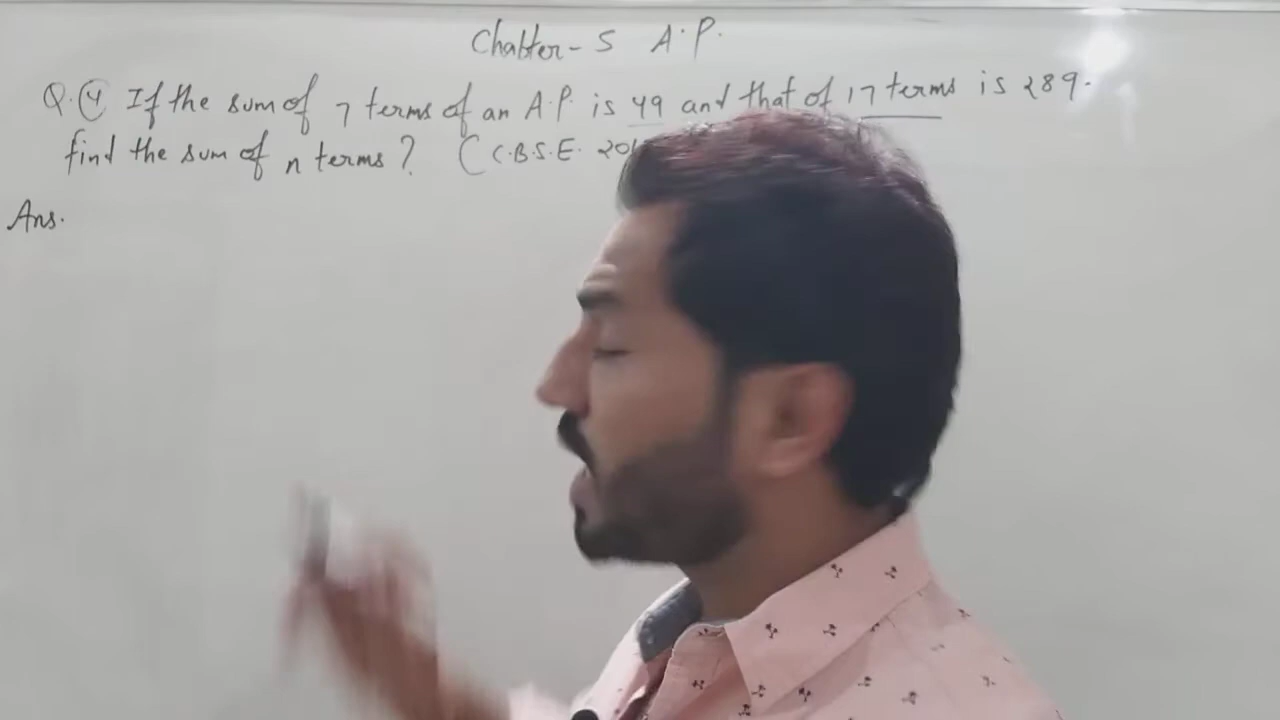 Chapter-5 A.P.
Q.④ If the sum of 7 terms of an A.P. is 49 and that of 17 terms is 289.
find the sum of n terms? (C.B.S.E.
Ans.